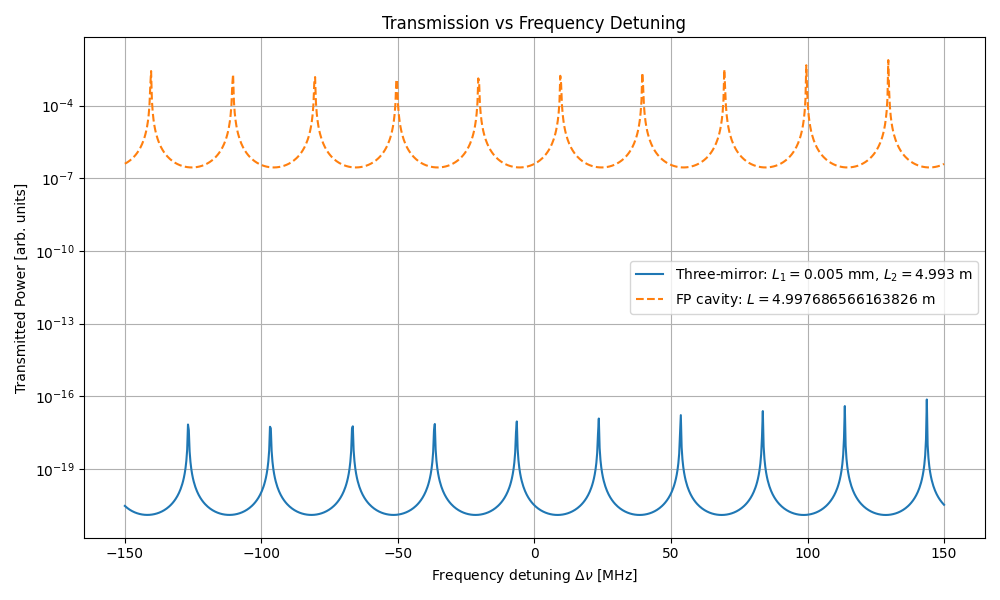 Transmission vs Frequency Detuning
Transmitted Power [arb. units]
10⁻⁴
10⁻⁷
10⁻¹⁰
10⁻¹³
10⁻¹⁶
10⁻¹⁹
Three-mirror: L₁ = 0.005 mm, L₂ = 4.993 m
FP cavity: L = 4.997686566163826 m
−150 −100 −50 0 50 100 150
Frequency detuning Δν [MHz]